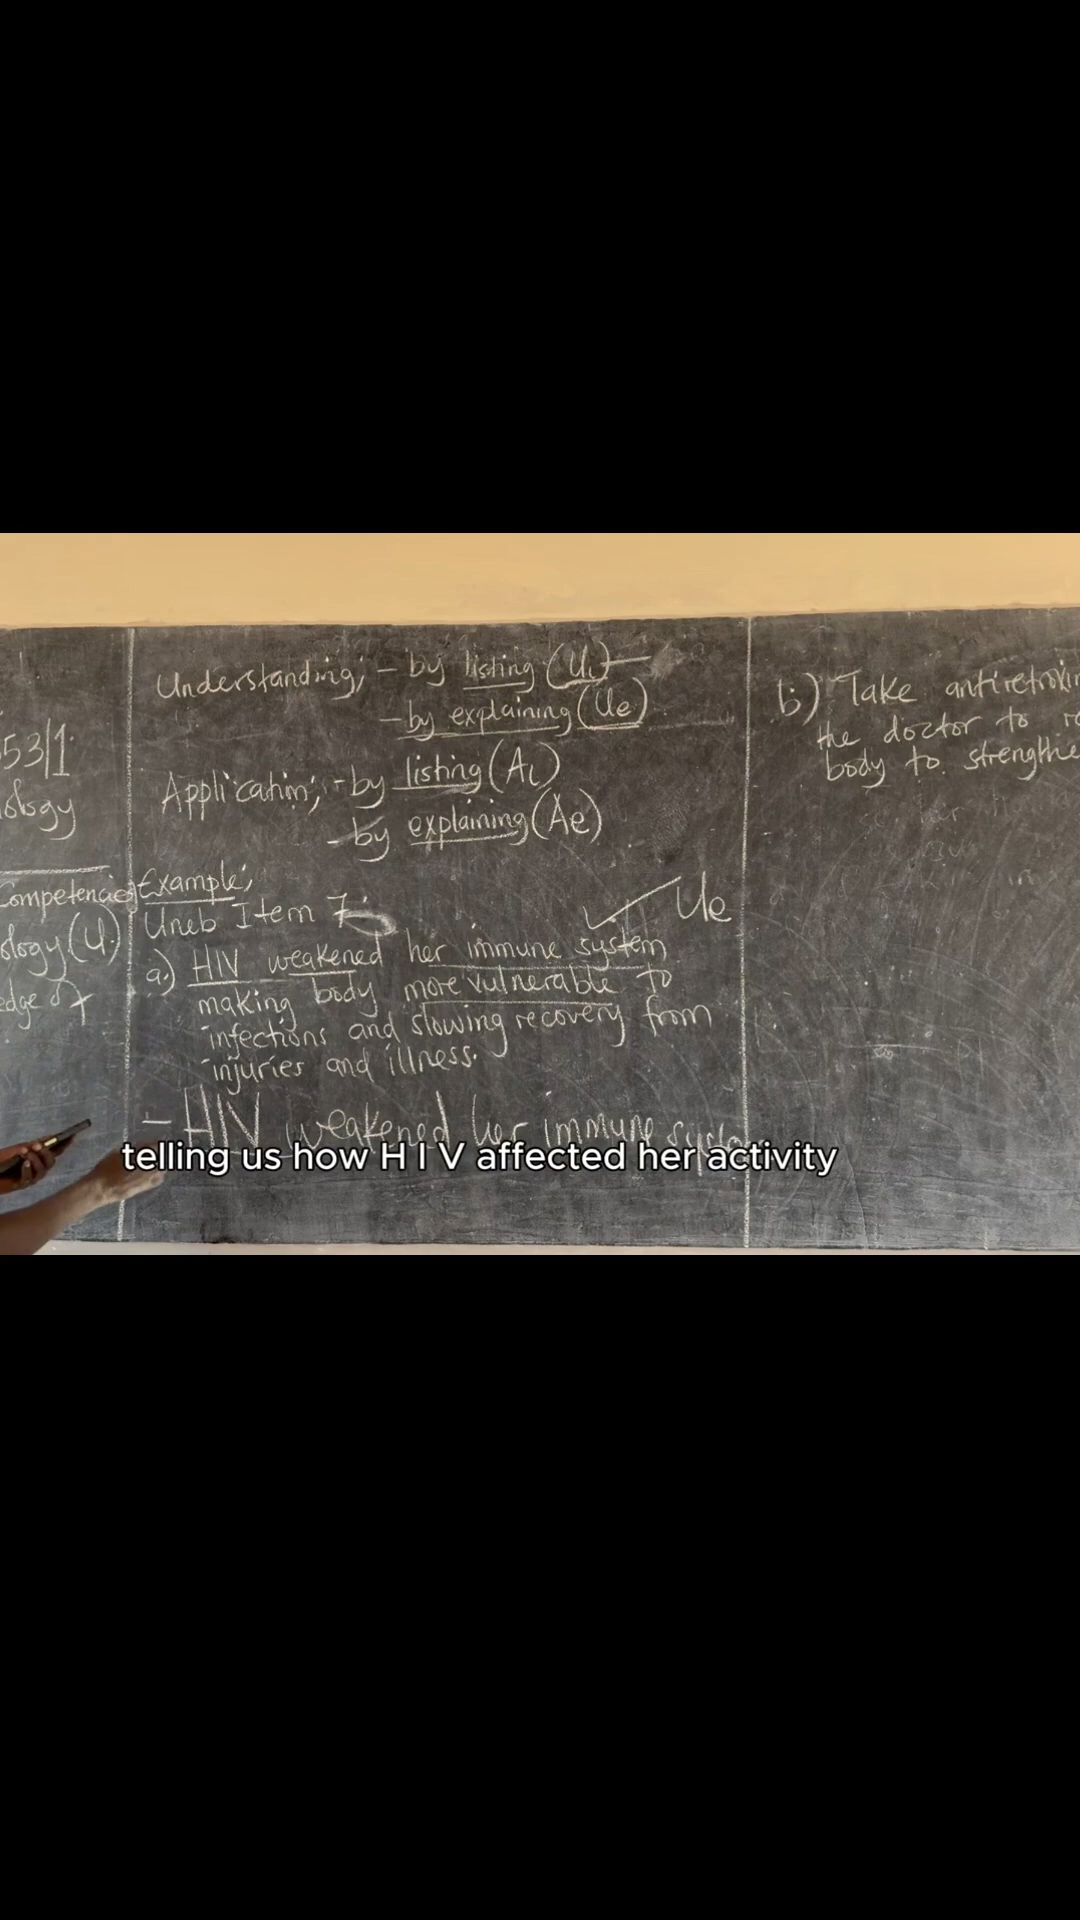 53/1
Competencies
(U)
Understanding; - by listing (UL)
- by explaining (Ue)
Application; - by listing (AL)
- by explaining (Ae)
Example;
Uneb Item 7
Ue
a.) HIV weakened her immune system
making body more vulnerable to
infections and slowing recovery from
injuries and illness.
- HIV weakened her immune
b.) Take
the doctor to
body to
telling us how H I V affected her activity